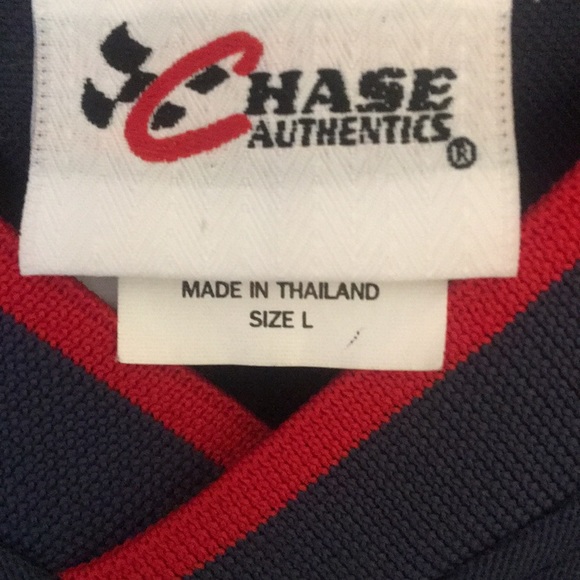 CHASE
AUTHENTICS
®
MADE IN THAILAND
SIZE L